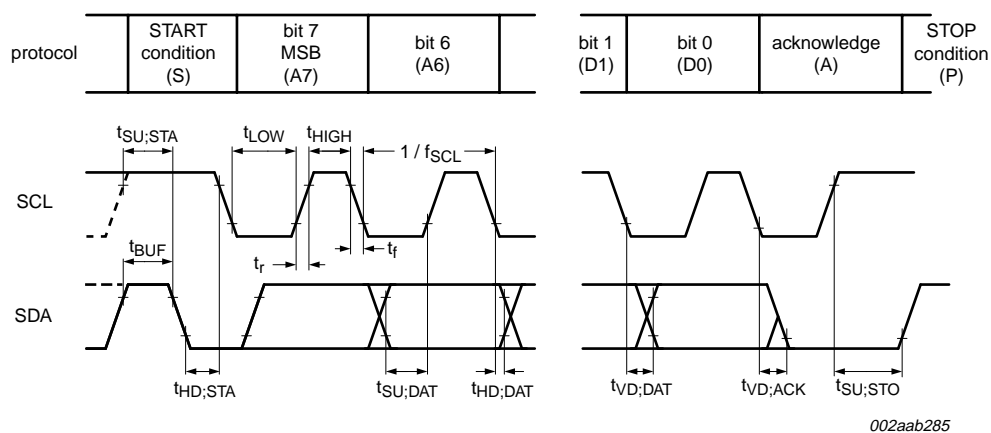 protocol
START
condition
(S)
bit 7
MSB
(A7)
bit 6
(A6)
bit 1
(D1)
bit 0
(D0)
acknowledge
(A)
STOP
condition
(P)
tSU;STA
tLOW
tHIGH
1 / fSCL
SCL
tBUF
tr
tf
SDA
tHD;STA
tSU;DAT
tHD;DAT
tVD;DAT
tVD;ACK
tSU;STO
002aab285